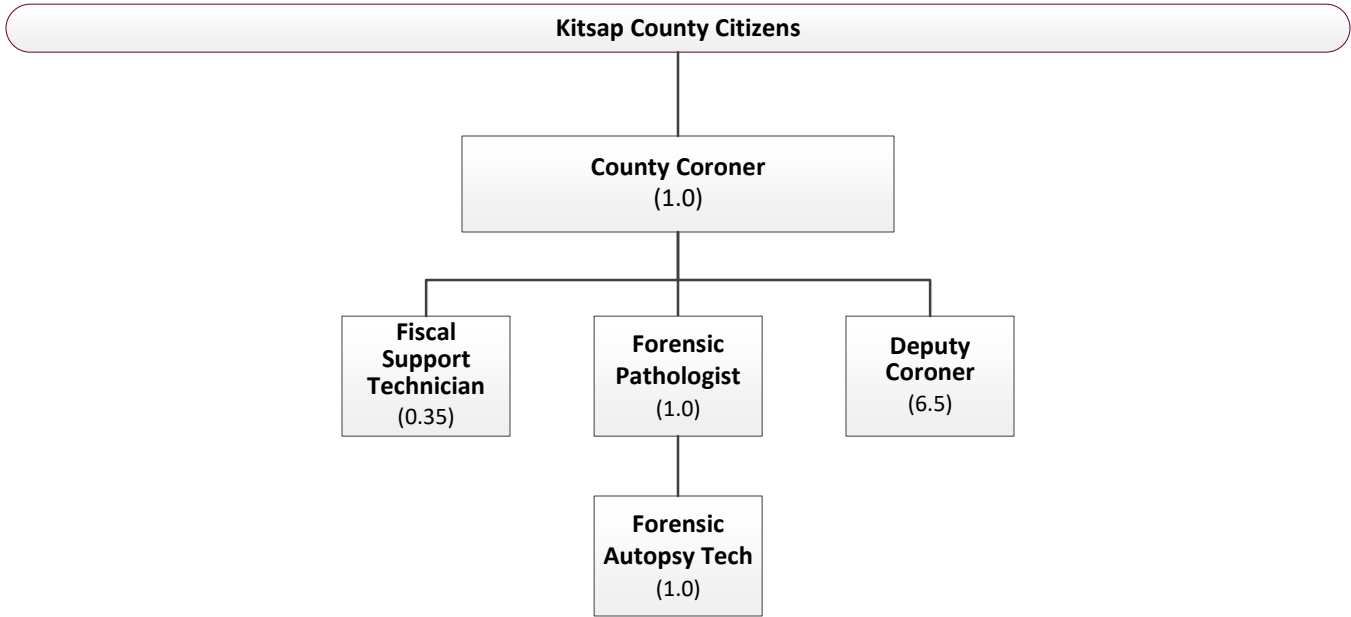 Kitsap County Citizens
County Coroner
(1.0)
Fiscal
Support
Technician
(0.35)
Forensic
Pathologist
(1.0)
Deputy
Coroner
(6.5)
Forensic
Autopsy Tech
(1.0)